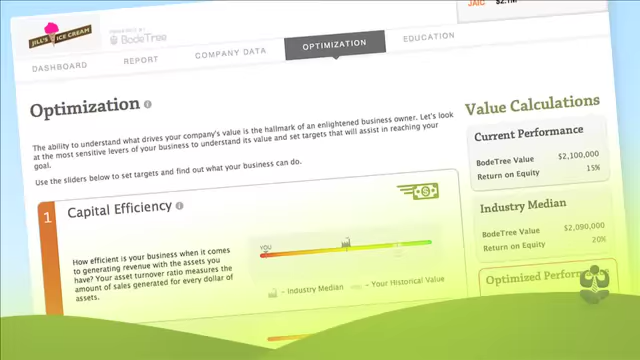 JAIC $2.1M
JILL'S ICE CREAM
POWERED BY
BodeTree
DASHBOARD REPORT COMPANY DATA OPTIMIZATION EDUCATION
Optimization
The ability to understand what drives your company's value is the hallmark of an enlightened business owner. Let's look
at the most sensitive levers of your business to understand its value and set targets that will assist in reaching your
goal.
Use the sliders below to set targets and find out what your business can do.
1 Capital Efficiency
How efficient is your business when it comes
to generating revenue with the assets you
have? Your asset turnover ratio measures the
amount of sales generated for every dollar of
assets.
YOU
– Industry Median – Your Historical Value
Value Calculations
Current Performance
BodeTree Value $2,100,000
Return on Equity 15%
Industry Median
BodeTree Value $2,090,000
Return on Equity 20%
Optimized